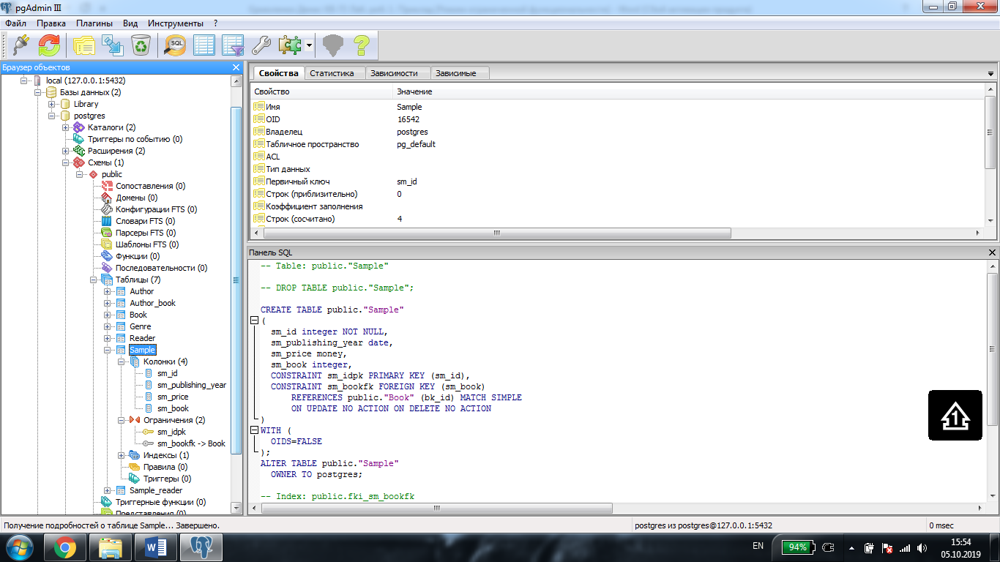 pgAdmin III
Файл Правка Плагины Вид Инструменты ?
SQL
Браузер объектов
local (127.0.0.1:5432)
Базы данных (2)
Library
postgres
Каталоги (2)
Триггеры по событию (0)
Расширения (2)
Схемы (1)
public
Сопоставления (0)
Домены (0)
Конфигурации FTS (0)
Словари FTS (0)
Парсеры FTS (0)
Шаблоны FTS (0)
Функции (0)
Последовательности (0)
Таблицы (7)
Author
Author_book
Book
Genre
Reader
Sample
Колонки (4)
sm_id
sm_publishing_year
sm_price
sm_book
Ограничения (2)
sm_idpk
sm_bookfk -> Book
Индексы (1)
Правила (0)
Триггеры (0)
Sample_reader
Триггерные функции (0)
Представления (0)
Свойства Статистика Зависимости Зависимые
Свойство Значение
Имя Sample
OID 16542
Владелец postgres
Табличное пространство pg_default
ACL
Тип данных
Первичный ключ sm_id
Строк (приблизительно) 0
Коэффициент заполнения
Строк (сосчитано) 4
Панель SQL
-- Table: public."Sample"
-- DROP TABLE public."Sample";
CREATE TABLE public."Sample"
(
sm_id integer NOT NULL,
sm_publishing_year date,
sm_price money,
sm_book integer,
CONSTRAINT sm_idpk PRIMARY KEY (sm_id),
CONSTRAINT sm_bookfk FOREIGN KEY (sm_book)
REFERENCES public."Book" (bk_id) MATCH SIMPLE
ON UPDATE NO ACTION ON DELETE NO ACTION
)
WITH (
OIDS=FALSE
);
ALTER TABLE public."Sample"
OWNER TO postgres;
-- Index: public.fki_sm_bookfk
1
Получение подробностей о таблице Sample... Завершено.
postgres из postgres@127.0.0.1:5432
0 msec
EN
94%
15:54
05.10.2019